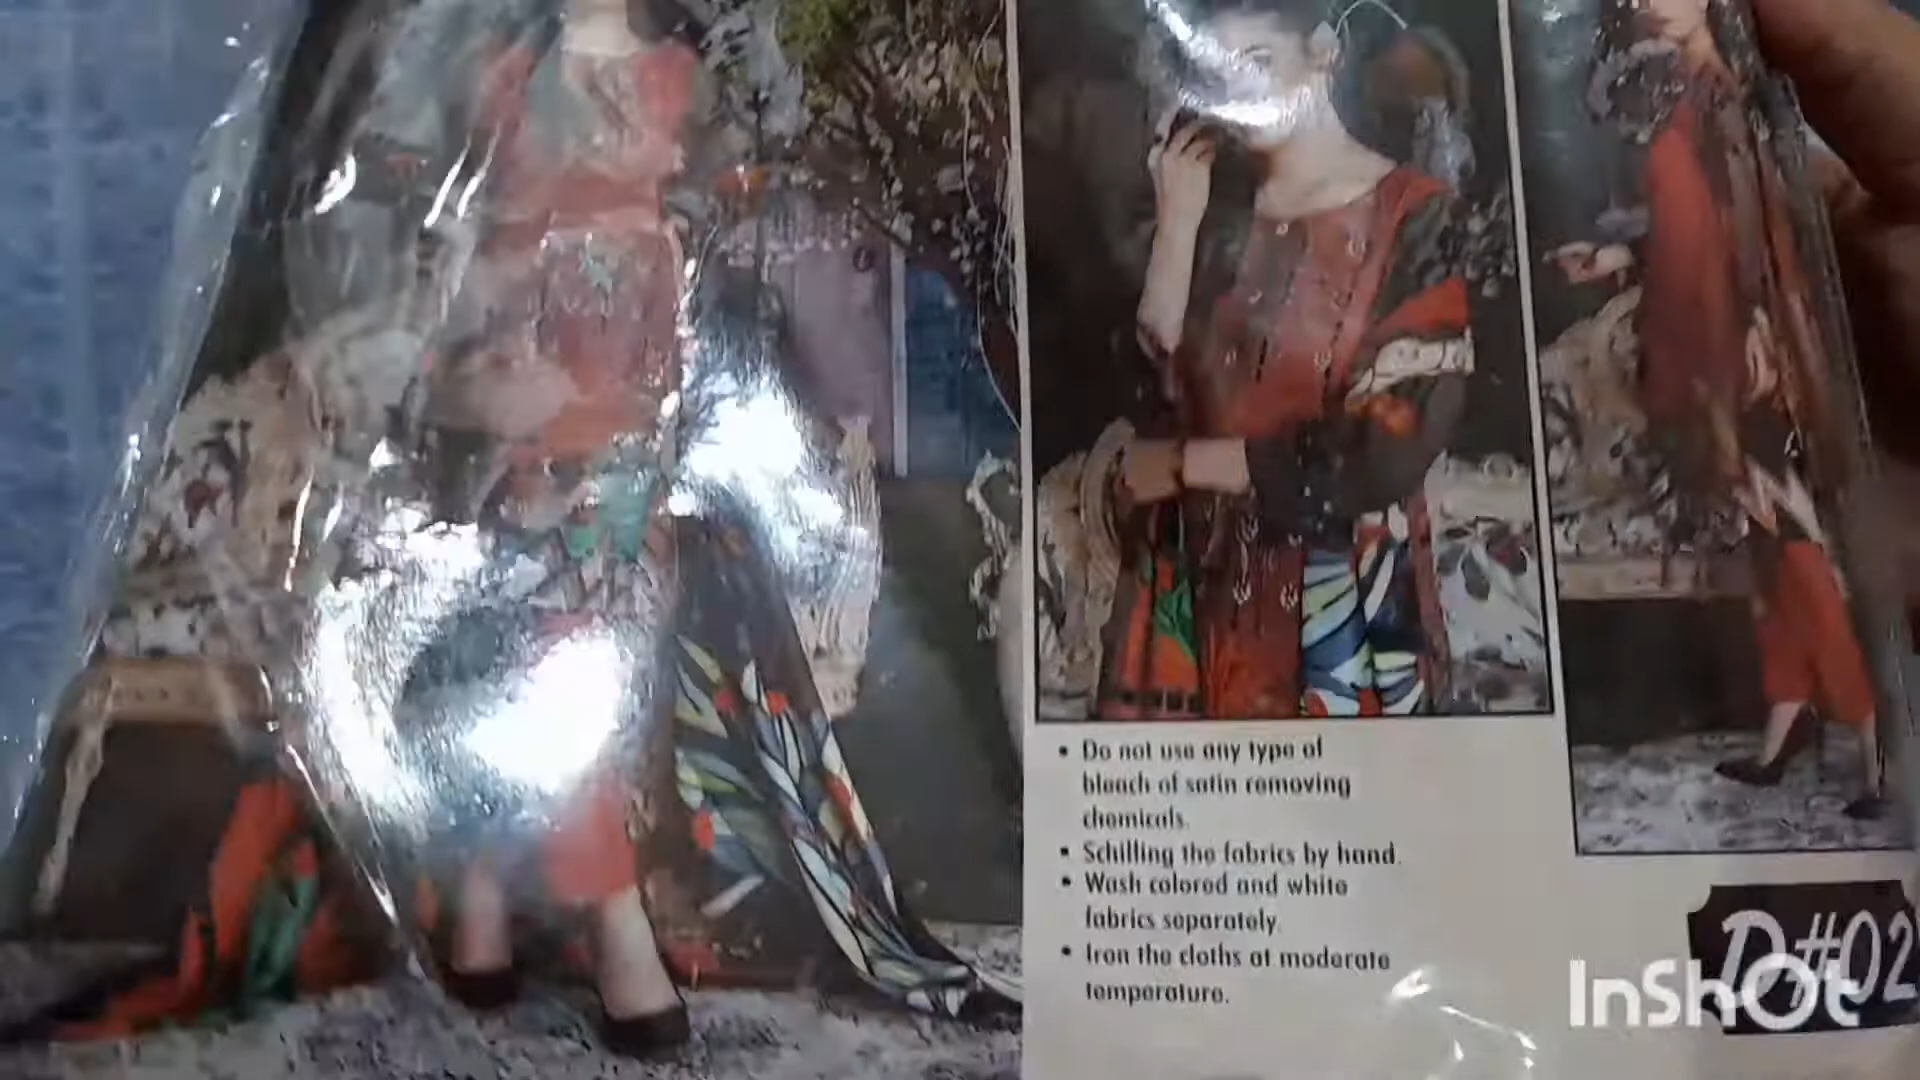 • Do not use any type of
bleach of satin removing
chemicals.
• Schilling the fabrics by hand.
• Wash colored and white
fabrics separately.
• Iron the cloths at moderate
temperature.
D#02
InShOt